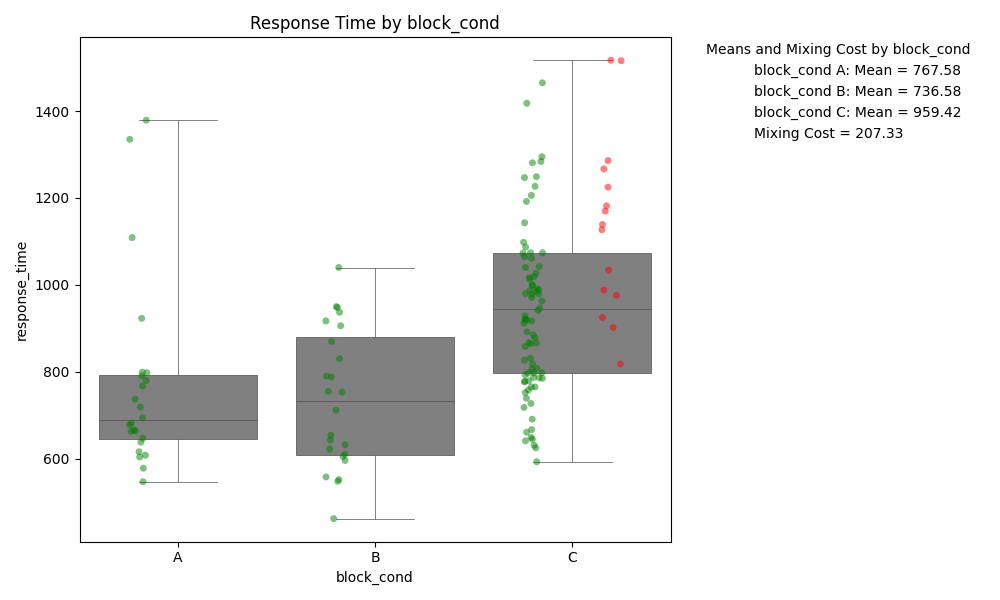 Response Time by block_cond
Means and Mixing Cost by block_cond
block_cond A: Mean = 767.58
block_cond B: Mean = 736.58
block_cond C: Mean = 959.42
Mixing Cost = 207.33
response_time
1400
1200
1000
800
600
A
B
C
block_cond